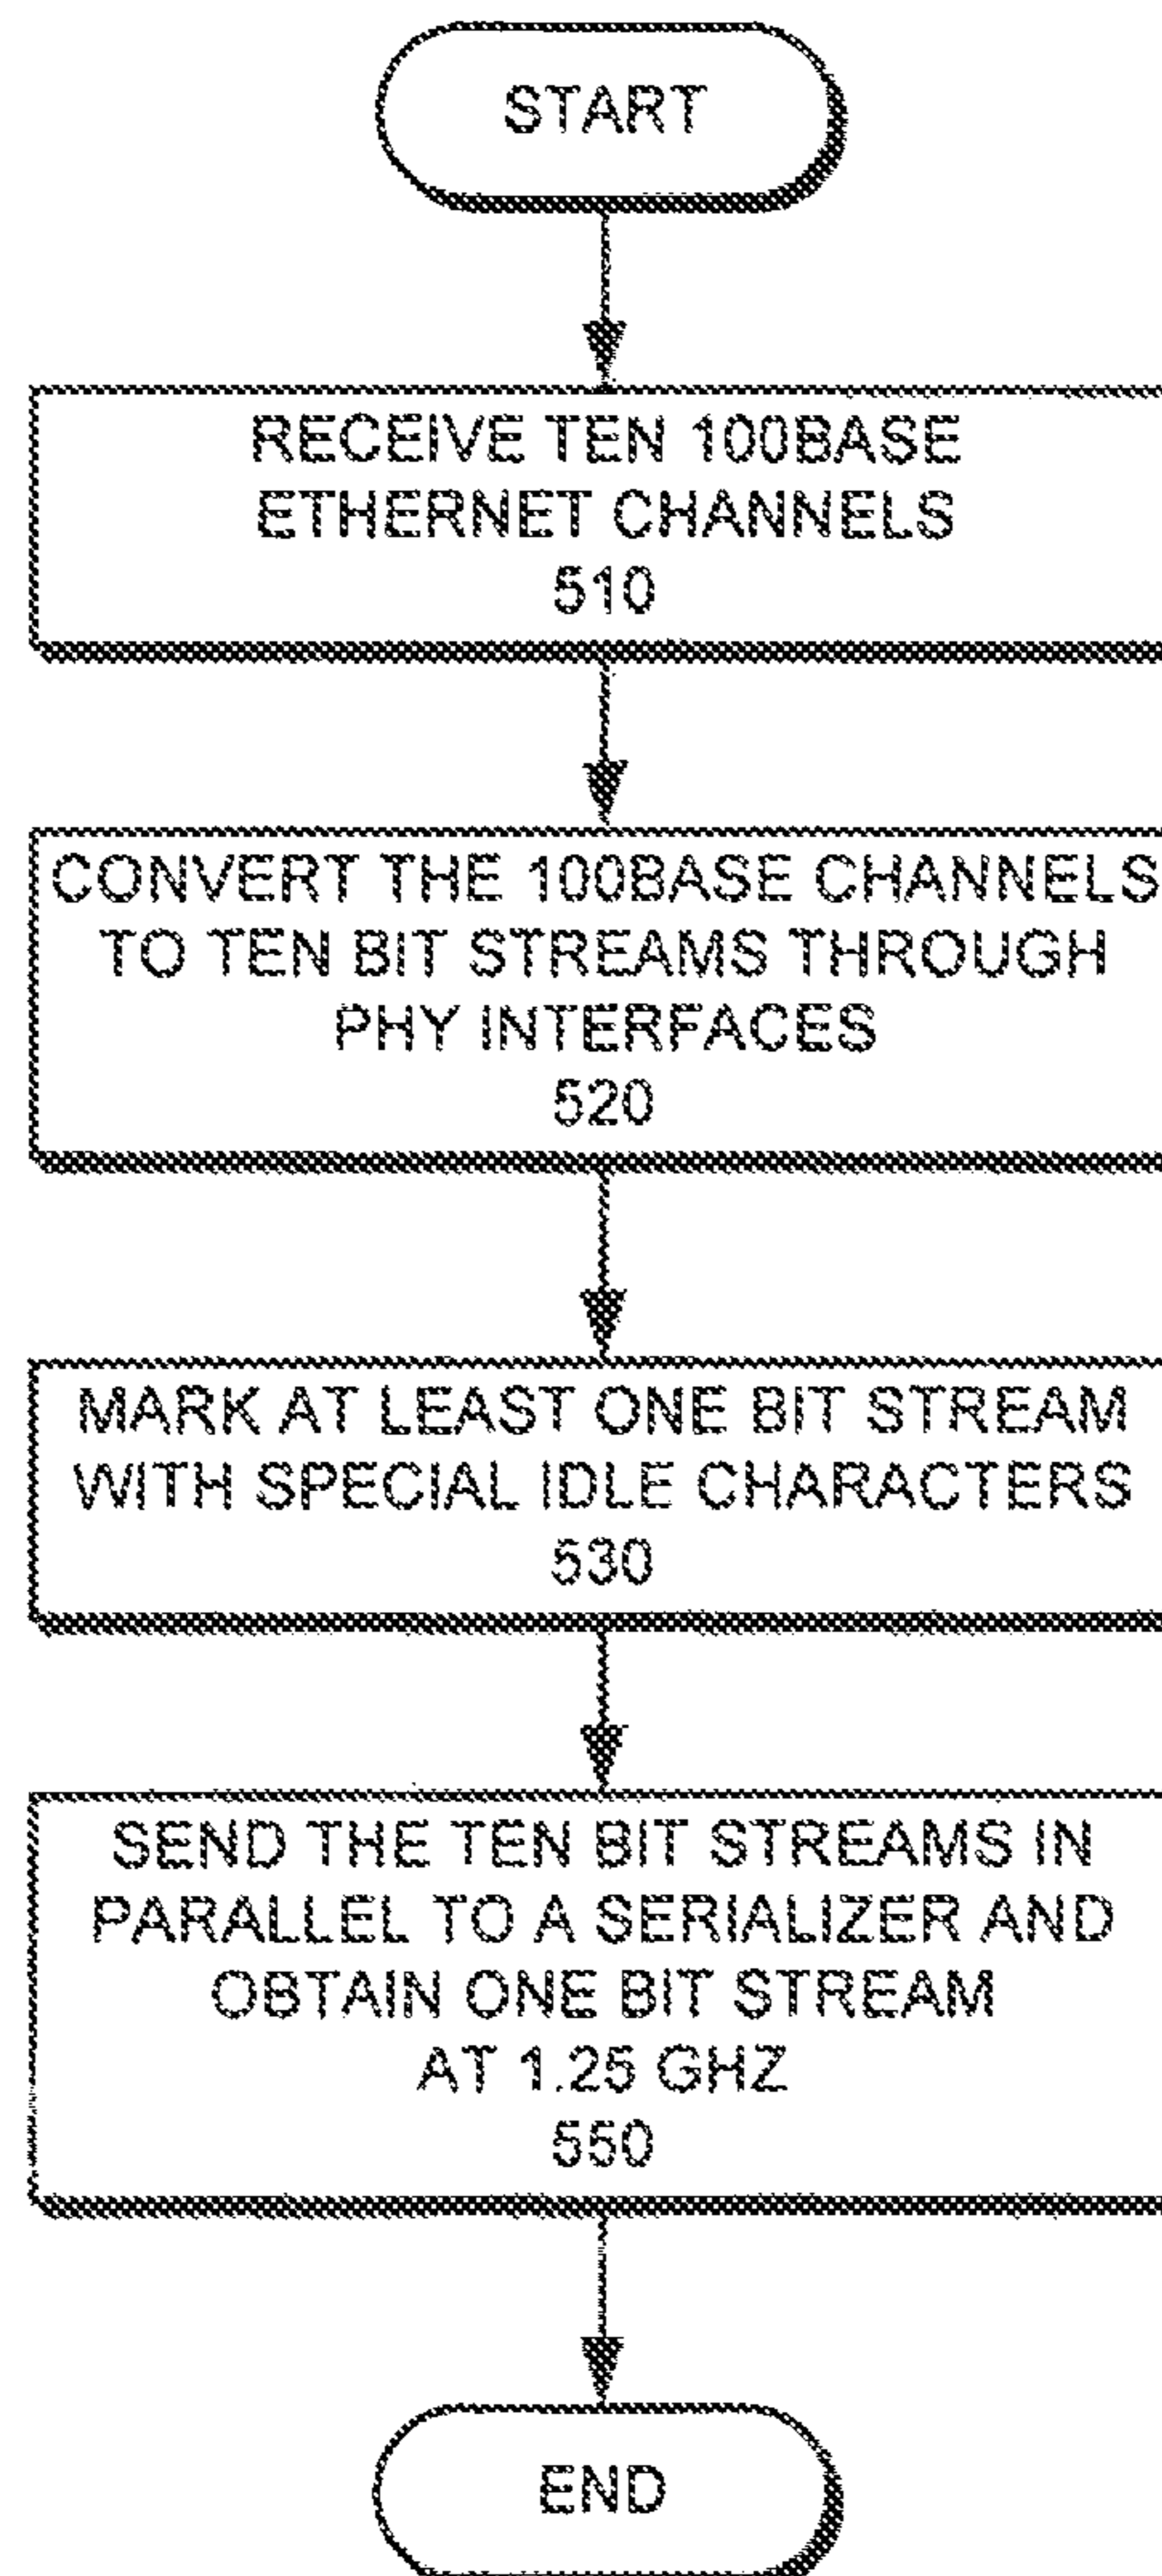 START
RECEIVE TEN 100BASE
ETHERNET CHANNELS
510
CONVERT THE 100BASE CHANNELS
TO TEN BIT STREAMS THROUGH
PHY INTERFACES
520
MARK AT LEAST ONE BIT STREAM
WITH SPECIAL IDLE CHARACTERS
530
SEND THE TEN BIT STREAMS IN
PARALLEL TO A SERIALIZER AND
OBTAIN ONE BIT STREAM
AT 1.25 GHZ
550
END